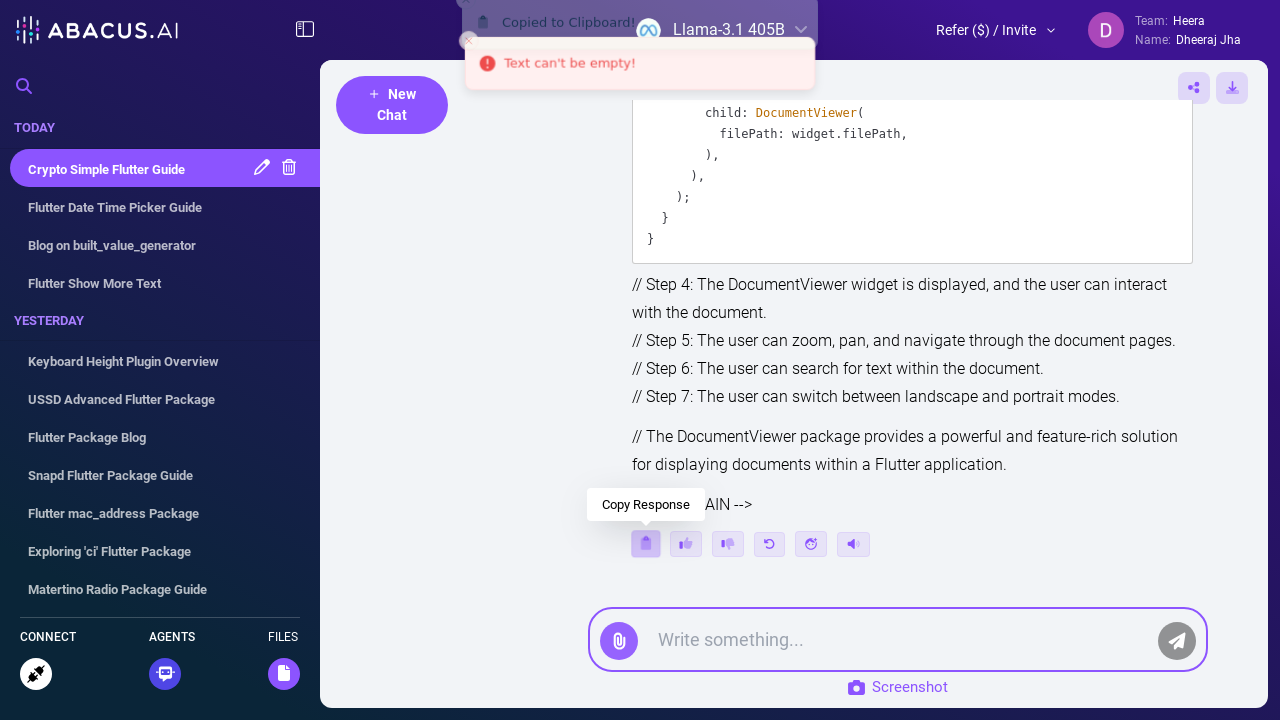 ABACUS.AI
Copied to Clipboard!
Llama-3.1 405B
Text can't be empty!
Refer ($) / Invite
D
Team: Heera
Name: Dheeraj Jha
+ New
Chat
TODAY
Crypto Simple Flutter Guide
Flutter Date Time Picker Guide
Blog on built_value_generator
Flutter Show More Text
YESTERDAY
Keyboard Height Plugin Overview
USSD Advanced Flutter Package
Flutter Package Blog
Snapd Flutter Package Guide
Flutter mac_address Package
Exploring 'ci' Flutter Package
Matertino Radio Package Guide
CONNECT
AGENTS
FILES
child: DocumentViewer(
filePath: widget.filePath,
),
),
);
}
}
// Step 4: The DocumentViewer widget is displayed, and the user can interact
with the document.
// Step 5: The user can zoom, pan, and navigate through the document pages.
// Step 6: The user can search for text within the document.
// Step 7: The user can switch between landscape and portrait modes.
// The DocumentViewer package provides a powerful and feature-rich solution
for displaying documents within a Flutter application.
AIN -->
Copy Response
Write something...
Screenshot